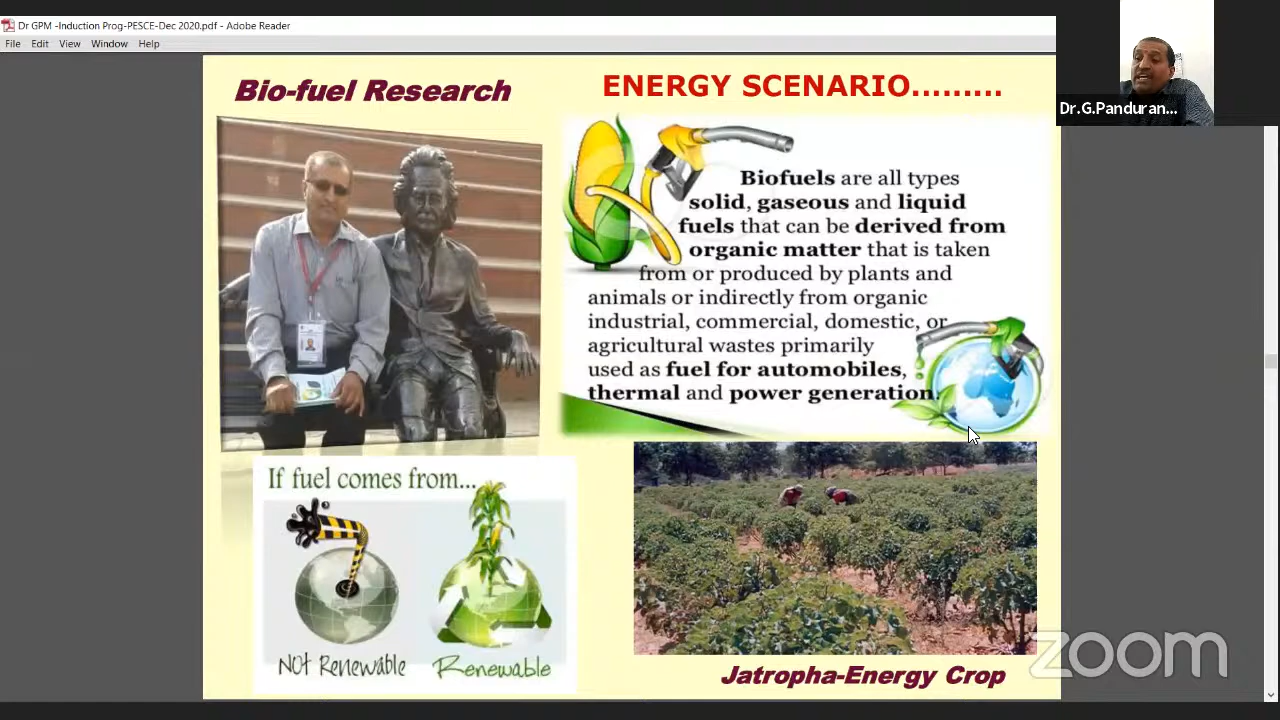 Dr GPM -Induction Prog-PESCE-Dec 2020.pdf - Adobe Reader
File Edit View Window Help
Dr.G.Panduran...
Bio-fuel Research
ENERGY SCENARIO.........
Biofuels are all types
solid, gaseous and liquid
fuels that can be derived from
organic matter that is taken
from or produced by plants and
animals or indirectly from organic
industrial, commercial, domestic, or
agricultural wastes primarily
used as fuel for automobiles,
thermal and power generation.
If fuel comes from...
NOT Renewable
Renewable
Jatropha-Energy Crop
zoom